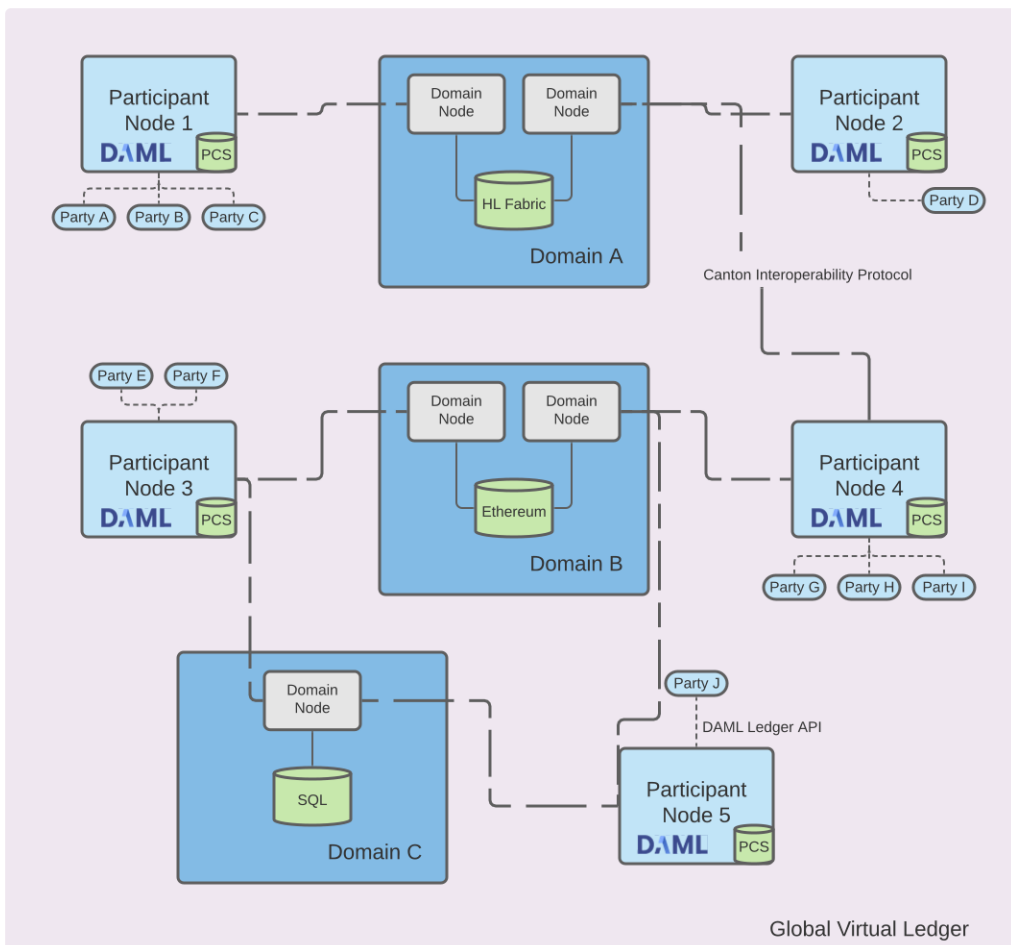 Participant
Node 1
DAML
PCS
Party A
Party B
Party C
Domain
Node
Domain
Node
HL Fabric
Domain A
Participant
Node 2
DAML
PCS
Party D
Canton Interoperability Protocol
Party E
Party F
Participant
Node 3
DAML
PCS
Domain
Node
Domain
Node
Ethereum
Domain B
Participant
Node 4
DAML
PCS
Party G
Party H
Party I
Domain
Node
SQL
Domain C
Party J
DAML Ledger API
Participant
Node 5
DAML
PCS
Global Virtual Ledger